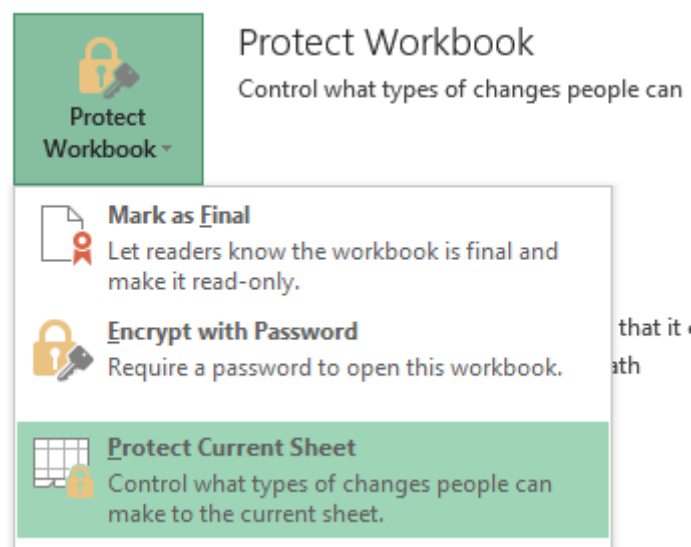 Protect Workbook
Control what types of changes people can
Protect
Workbook
Mark as Final
Let readers know the workbook is final and
make it read-only.
Encrypt with Password
Require a password to open this workbook.
that it
Protect Current Sheet
Control what types of changes people can
make to the current sheet.